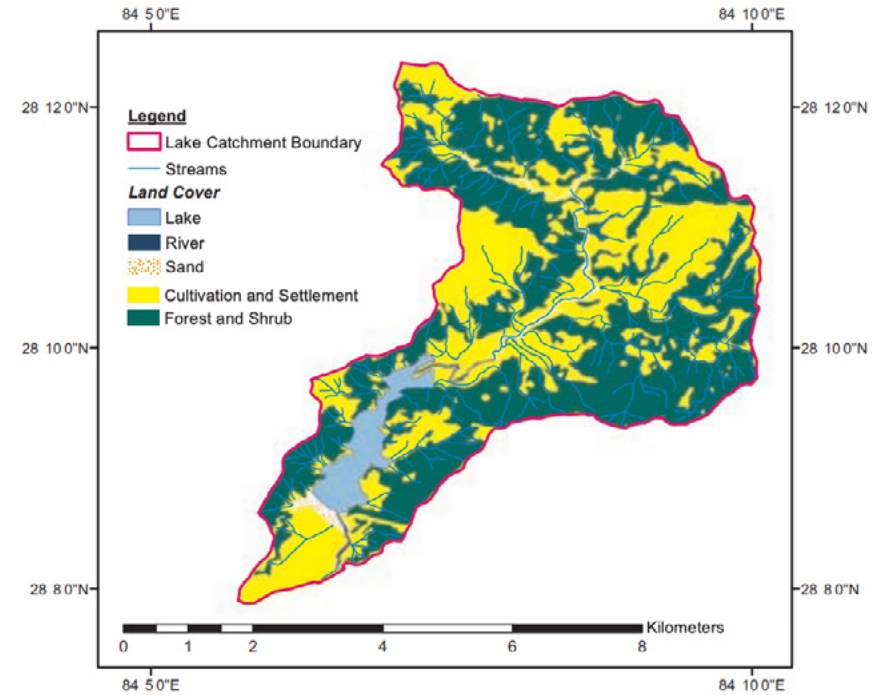 84 5 0"E
84 10 0"E
28 12 0"N
28 12 0"N
Legend
Lake Catchment Boundary
Streams
Land Cover
Lake
River
Sand
Cultivation and Settlement
Forest and Shrub
28 10 0"N
28 10 0"N
28 8 0"N
28 8 0"N
Kilometers
0 1 2 4 6 8
84 5 0"E
84 10 0"E